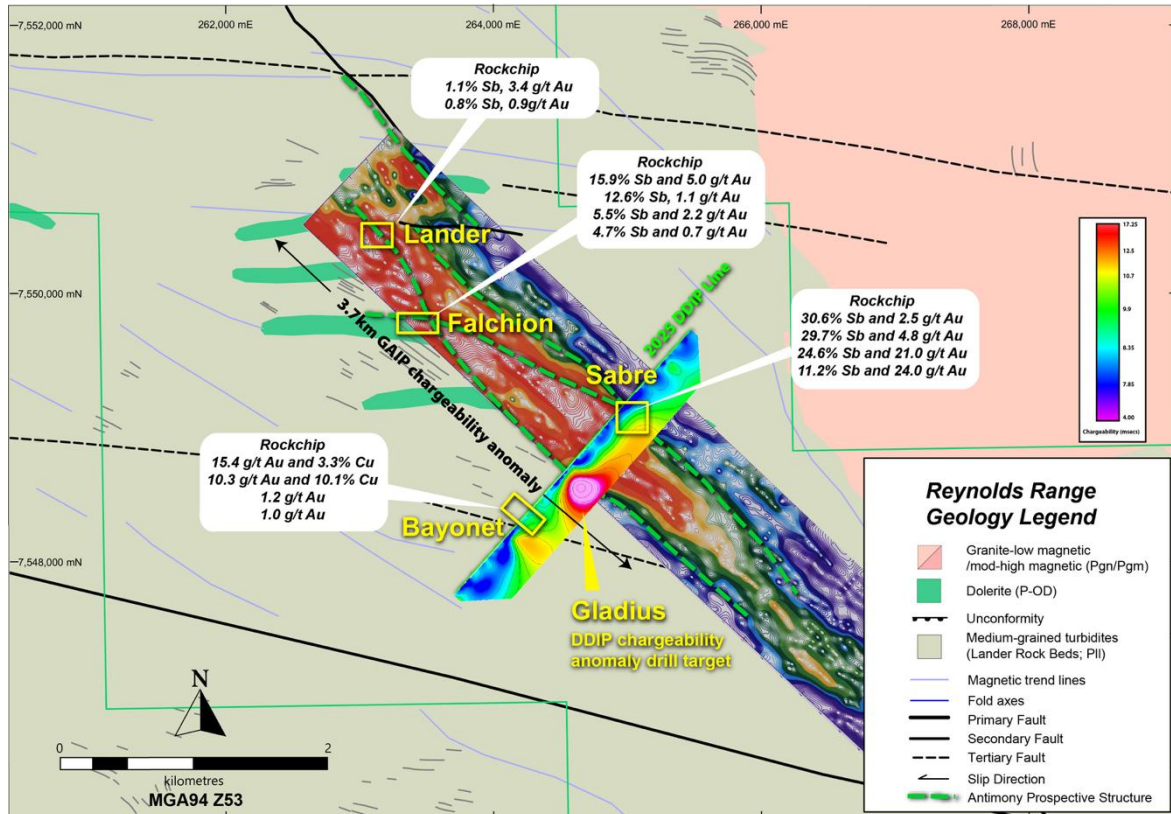 262,000 mE
264,000 mE
266,000 mE
268,000 mE
7,552,000 mN
7,550,000 mN
7,548,000 mN
Rockchip
1.1% Sb, 3.4 g/t Au
0.8% Sb, 0.9g/t Au
Rockchip
15.9% Sb and 5.0 g/t Au
12.6% Sb, 1.1 g/t Au
5.5% Sb and 2.2 g/t Au
4.7% Sb and 0.7 g/t Au
Lander
Falchion
3.7km GAIP chargeability anomaly
2025 DDIP Line
Sabre
Rockchip
30.6% Sb and 2.5 g/t Au
29.7% Sb and 4.8 g/t Au
24.6% Sb and 21.0 g/t Au
11.2% Sb and 24.0 g/t Au
Rockchip
15.4 g/t Au and 3.3% Cu
10.3 g/t Au and 10.1% Cu
1.2 g/t Au
1.0 g/t Au
Bayonet
Gladius
DDIP chargeability
anomaly drill target
17.25
12.5
10.7
9.9
9.3
8.6
7.85
6.35
4.00
Chargeability (msecs)
Reynolds Range
Geology Legend
Granite-low magnetic
/mod-high magnetic (Pgn/Pgm)
Dolerite (P-OD)
Unconformity
Medium-grained turbidites
(Lander Rock Beds; Pll)
Magnetic trend lines
Fold axes
Primary Fault
Secondary Fault
Tertiary Fault
Slip Direction
Antimony Prospective Structure
N
0
2
kilometres
MGA94 Z53